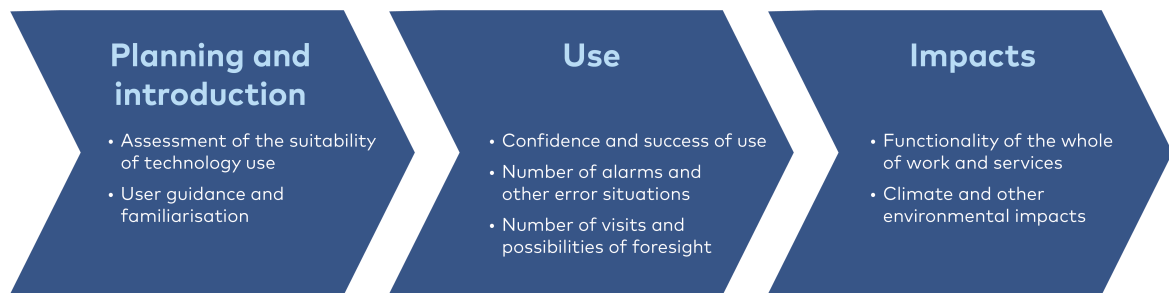 Planning and
introduction
• Assessment of the suitability
of technology use
• User guidance and
familiarisation
Use
• Confidence and success of use
• Number of alarms and
other error situations
• Number of visits and
possibilities of foresight
Impacts
• Functionality of the whole
of work and services
• Climate and other
environmental impacts